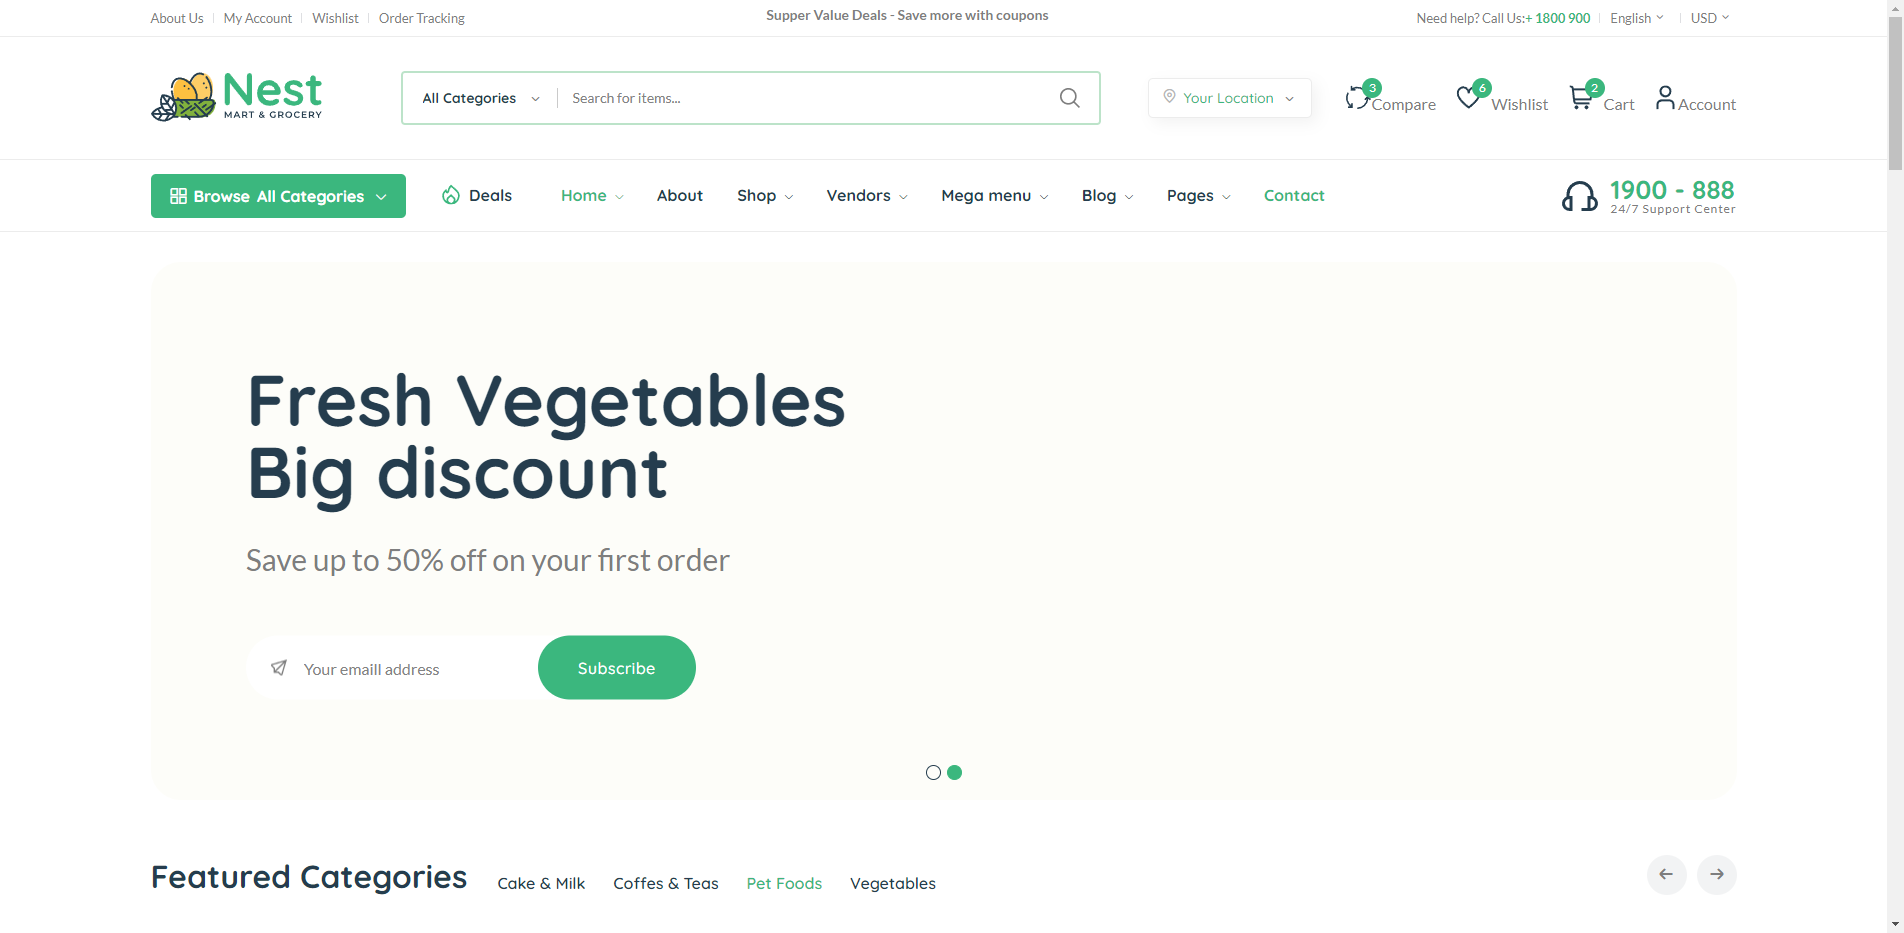 About Us My Account Wishlist Order Tracking
Supper Value Deals - Save more with coupons
Need help? Call Us:+ 1800 900 English USD
Nest
MART & GROCERY
All Categories Search for items...
Your Location
3 Compare 6 Wishlist 2 Cart Account
Browse All Categories Deals Home About Shop Vendors Mega menu Blog Pages Contact
1900 - 888
24/7 Support Center
Fresh Vegetables
Big discount
Save up to 50% off on your first order
Your emaill address Subscribe
Featured Categories Cake & Milk Coffes & Teas Pet Foods Vegetables